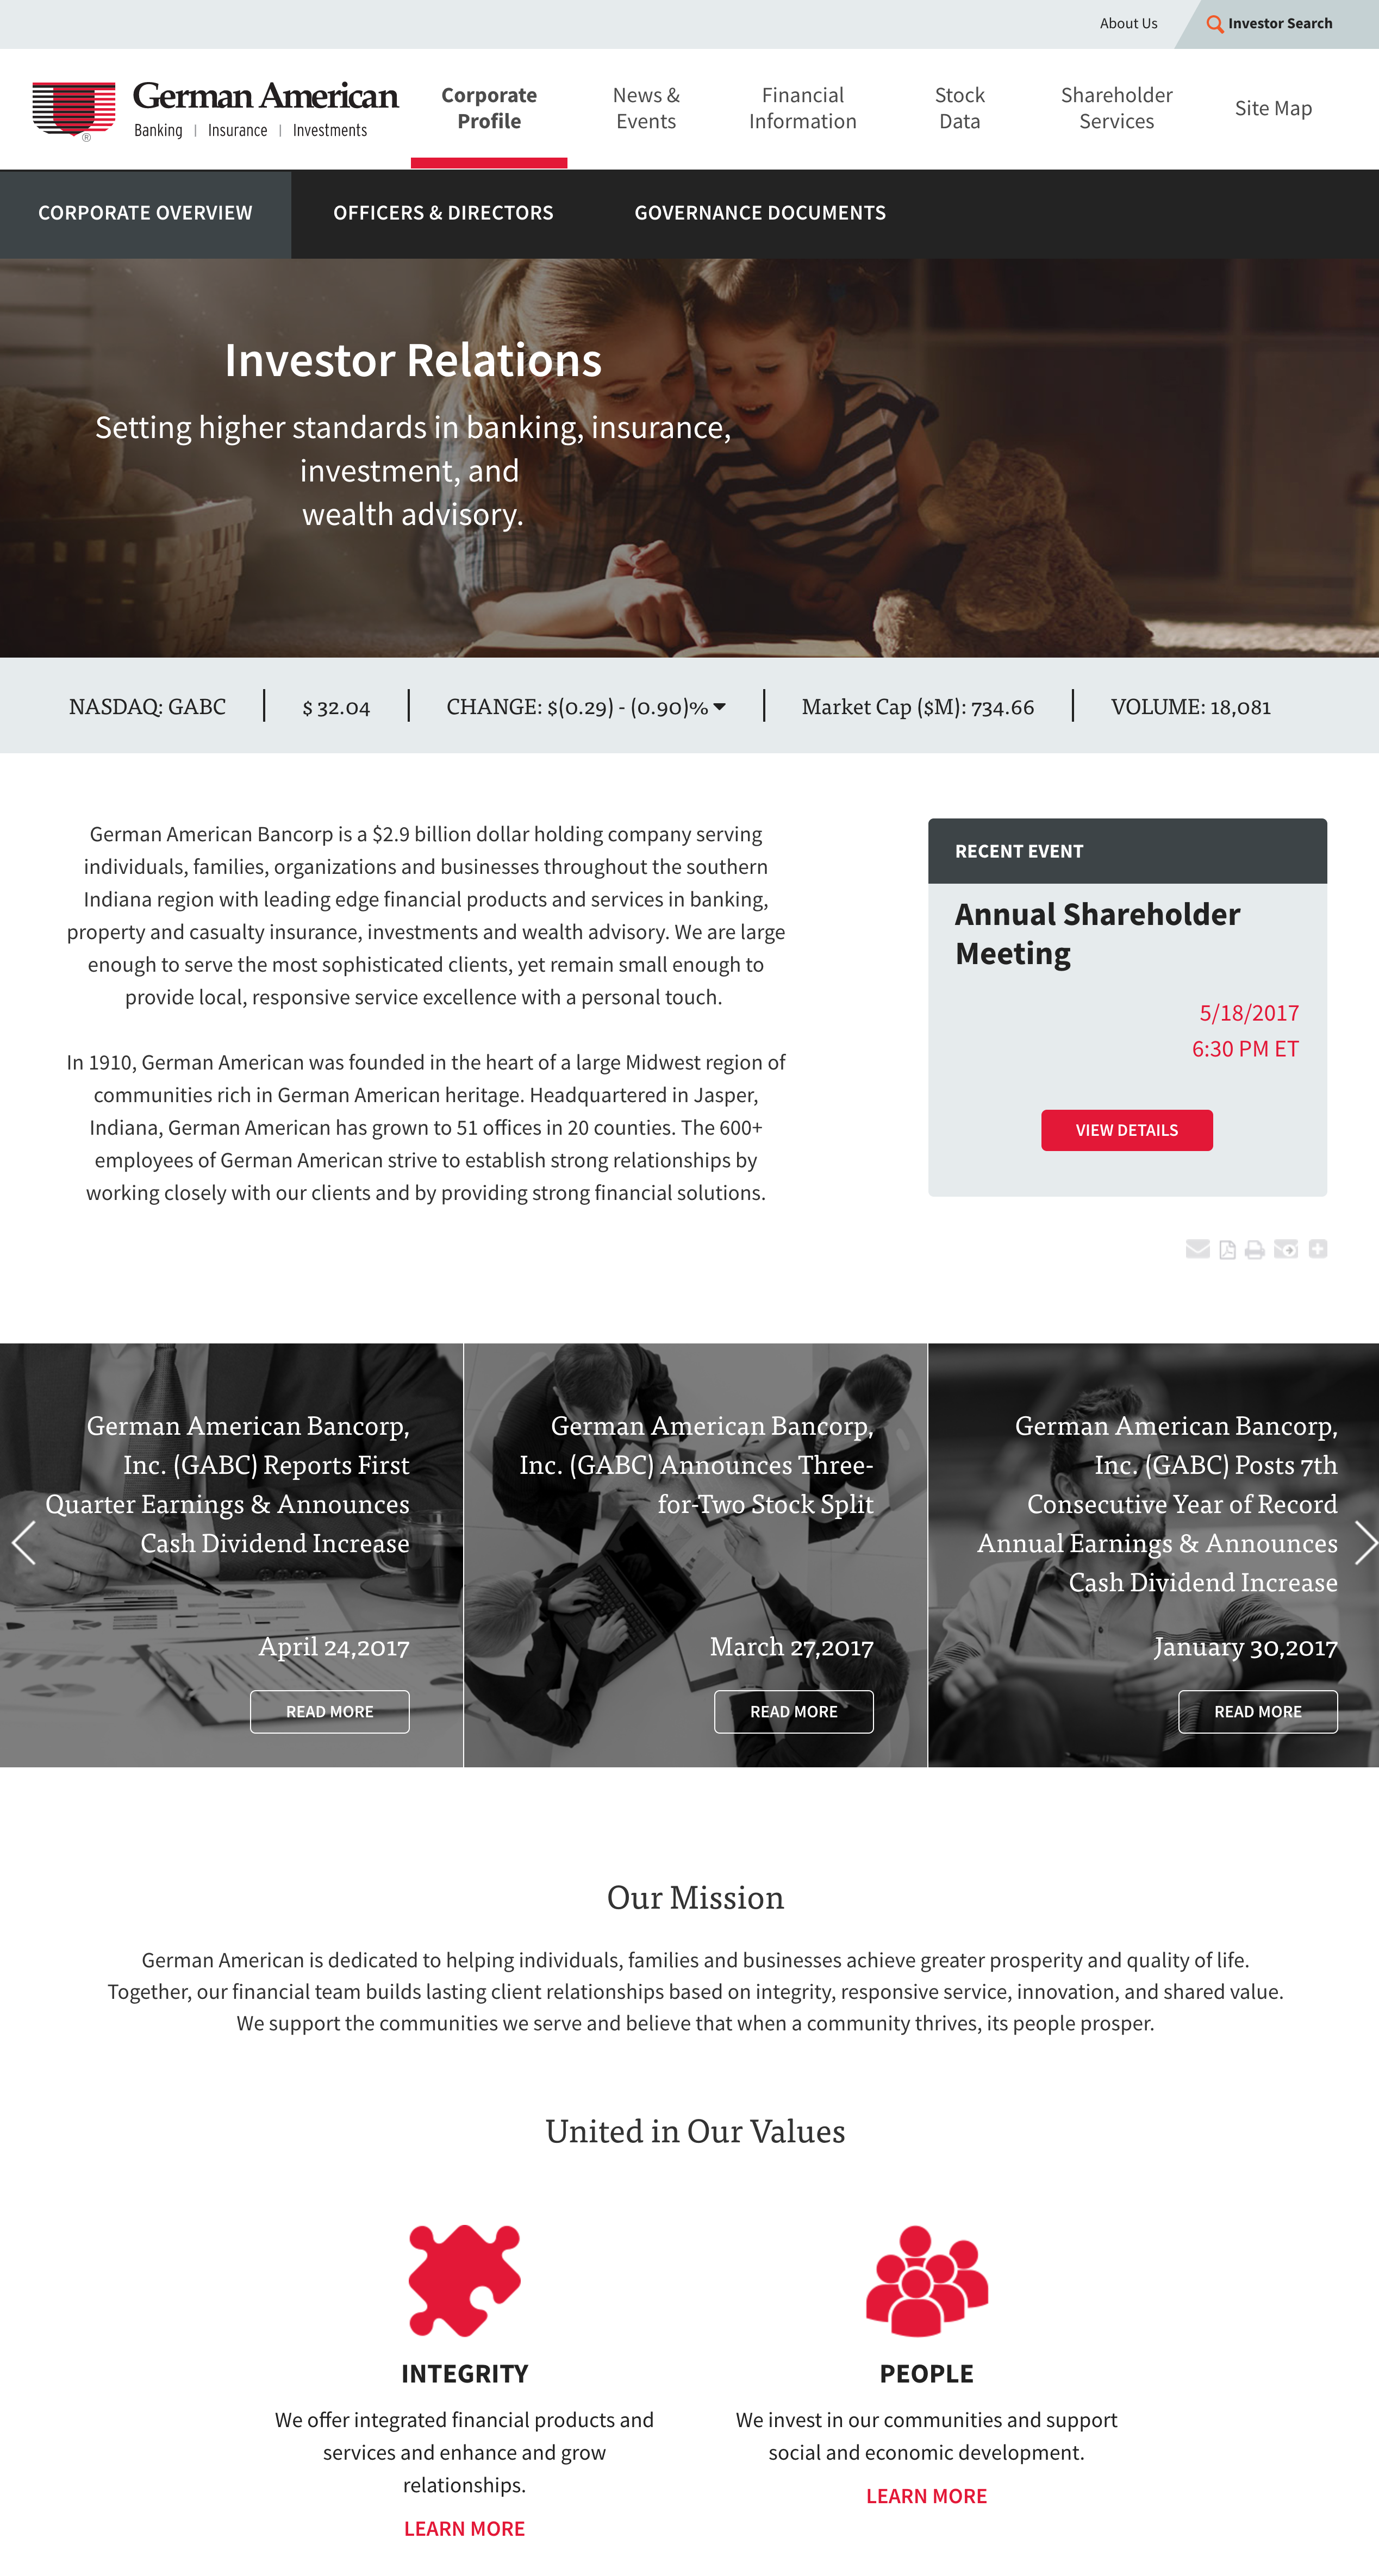 About Us
Investor Search
German American
Banking | Insurance | Investments
®
Corporate
Profile
News &
Events
Financial
Information
Stock
Data
Shareholder
Services
Site Map
CORPORATE OVERVIEW
OFFICERS & DIRECTORS
GOVERNANCE DOCUMENTS
Investor Relations
Setting higher standards in banking, insurance,
investment, and
wealth advisory.
NASDAQ: GABC
$ 32.04
CHANGE: $(0.29) - (0.90)%
Market Cap ($M): 734.66
VOLUME: 18,081
German American Bancorp is a $2.9 billion dollar holding company serving
individuals, families, organizations and businesses throughout the southern
Indiana region with leading edge financial products and services in banking,
property and casualty insurance, investments and wealth advisory. We are large
enough to serve the most sophisticated clients, yet remain small enough to
provide local, responsive service excellence with a personal touch.
In 1910, German American was founded in the heart of a large Midwest region of
communities rich in German American heritage. Headquartered in Jasper,
Indiana, German American has grown to 51 offices in 20 counties. The 600+
employees of German American strive to establish strong relationships by
working closely with our clients and by providing strong financial solutions.
RECENT EVENT
Annual Shareholder
Meeting
5/18/2017
6:30 PM ET
VIEW DETAILS
German American Bancorp,
Inc. (GABC) Reports First
Quarter Earnings & Announces
Cash Dividend Increase
April 24,2017
READ MORE
German American Bancorp,
Inc. (GABC) Announces Three-
for-Two Stock Split
March 27,2017
READ MORE
German American Bancorp,
Inc. (GABC) Posts 7th
Consecutive Year of Record
Annual Earnings & Announces
Cash Dividend Increase
January 30,2017
READ MORE
Our Mission
German American is dedicated to helping individuals, families and businesses achieve greater prosperity and quality of life.
Together, our financial team builds lasting client relationships based on integrity, responsive service, innovation, and shared value.
We support the communities we serve and believe that when a community thrives, its people prosper.
United in Our Values
INTEGRITY
We offer integrated financial products and
services and enhance and grow
relationships.
LEARN MORE
PEOPLE
We invest in our communities and support
social and economic development.
LEARN MORE